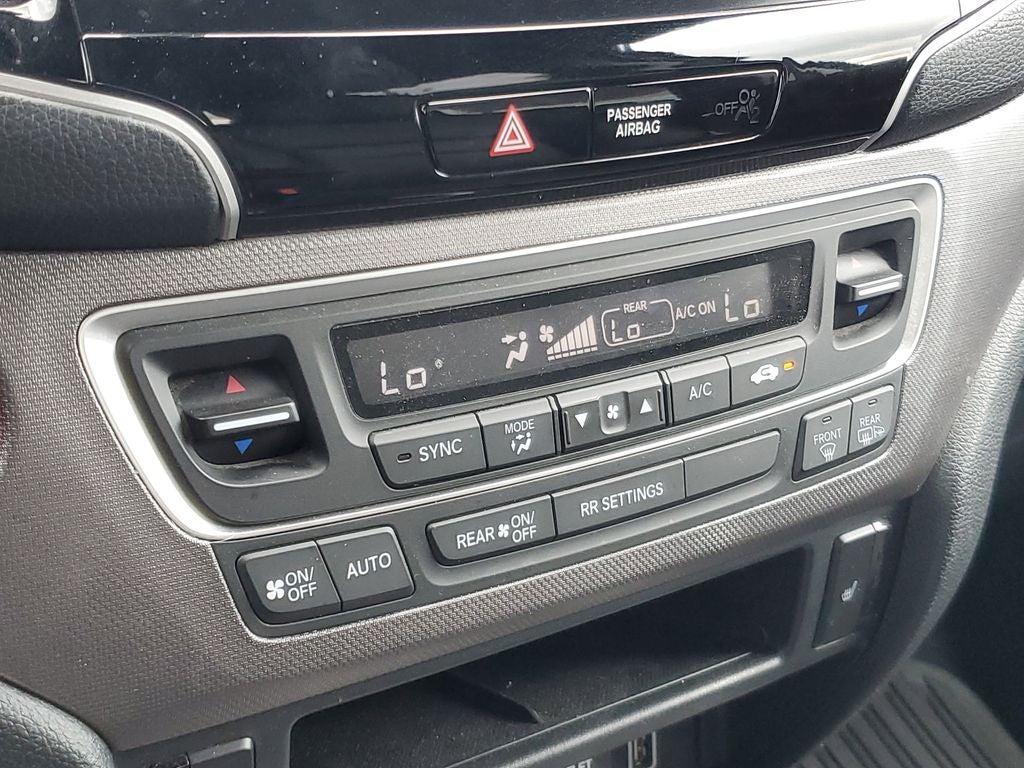 PASSENGER
AIRBAG
OFF
Lo
REAR
Lo
A/C ON
Lo
SYNC
MODE
A/C
FRONT
REAR
REAR ON/
OFF
RR SETTINGS
ON/
OFF
AUTO